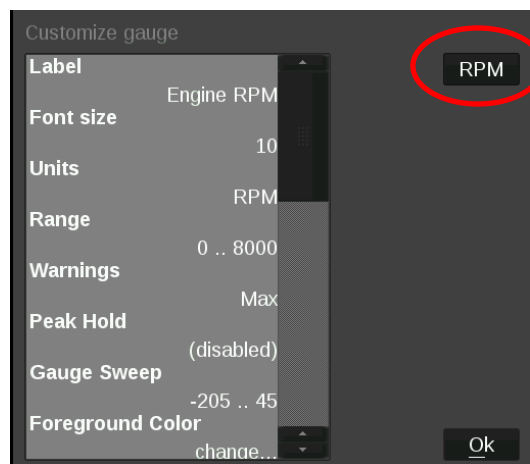 Customize gauge
Label
Engine RPM
Font size
10
Units
RPM
Range
0 .. 8000
Warnings
Max
Peak Hold
(disabled)
Gauge Sweep
-205 .. 45
Foreground Color
change...
RPM
Ok